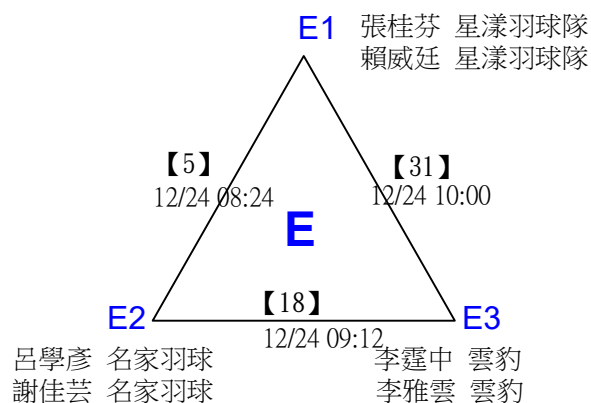 E1
張桂芬 星漾羽球隊
賴威廷 星漾羽球隊
【5】
12/24 08:24
【31】
12/24 10:00
E
【18】
12/24 09:12
E2
呂學彥 名家羽球
謝佳芸 名家羽球
E3
李霆中 雲豹
李雅雲 雲豹